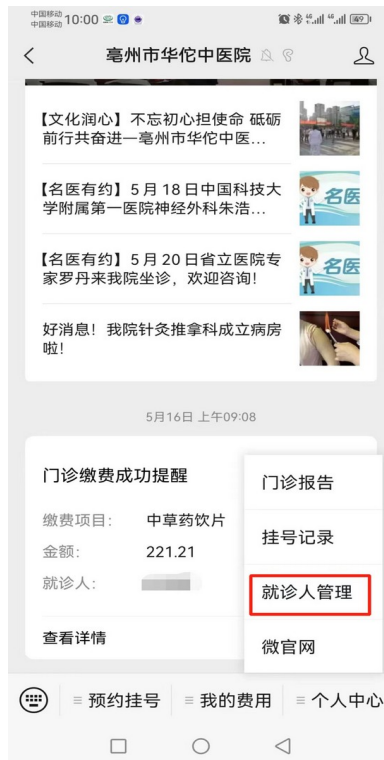 中国移动
中国移动 10:00
亳州市华佗中医院
【文化润心】不忘初心担使命 砥砺
前行共奋进—亳州市华佗中医…
【名医有约】5月18日中国科技大
学附属第一医院神经外科朱浩…
名医
【名医有约】5月20日省立医院专
家罗丹来我院坐诊，欢迎咨询！
名医
好消息！我院针灸推拿科成立病房
啦！
5月16日 上午09:08
门诊缴费成功提醒
缴费项目： 中草药饮片
金额： 221.21
就诊人：
查看详情
门诊报告
挂号记录
就诊人管理
微官网
≡ 预约挂号 ≡ 我的费用 ≡ 个人中心